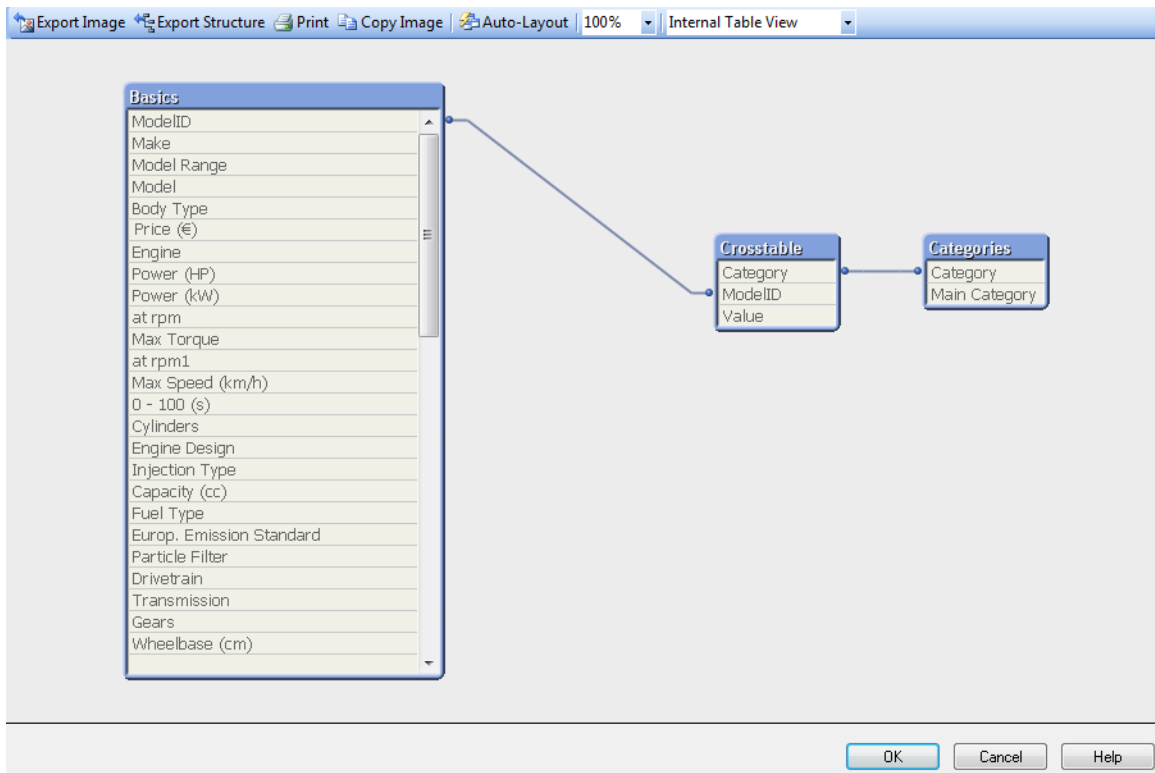 Export Image Export Structure Print Copy Image Auto-Layout 100% Internal Table View
Basics
ModelID
Make
Model Range
Model
Body Type
Price (€)
Engine
Power (HP)
Power (kW)
at rpm
Max Torque
at rpm1
Max Speed (km/h)
0 - 100 (s)
Cylinders
Engine Design
Injection Type
Capacity (cc)
Fuel Type
Europ. Emission Standard
Particle Filter
Drivetrain
Transmission
Gears
Wheelbase (cm)
Crosstable
Category
ModelID
Value
Categories
Category
Main Category
OK Cancel Help